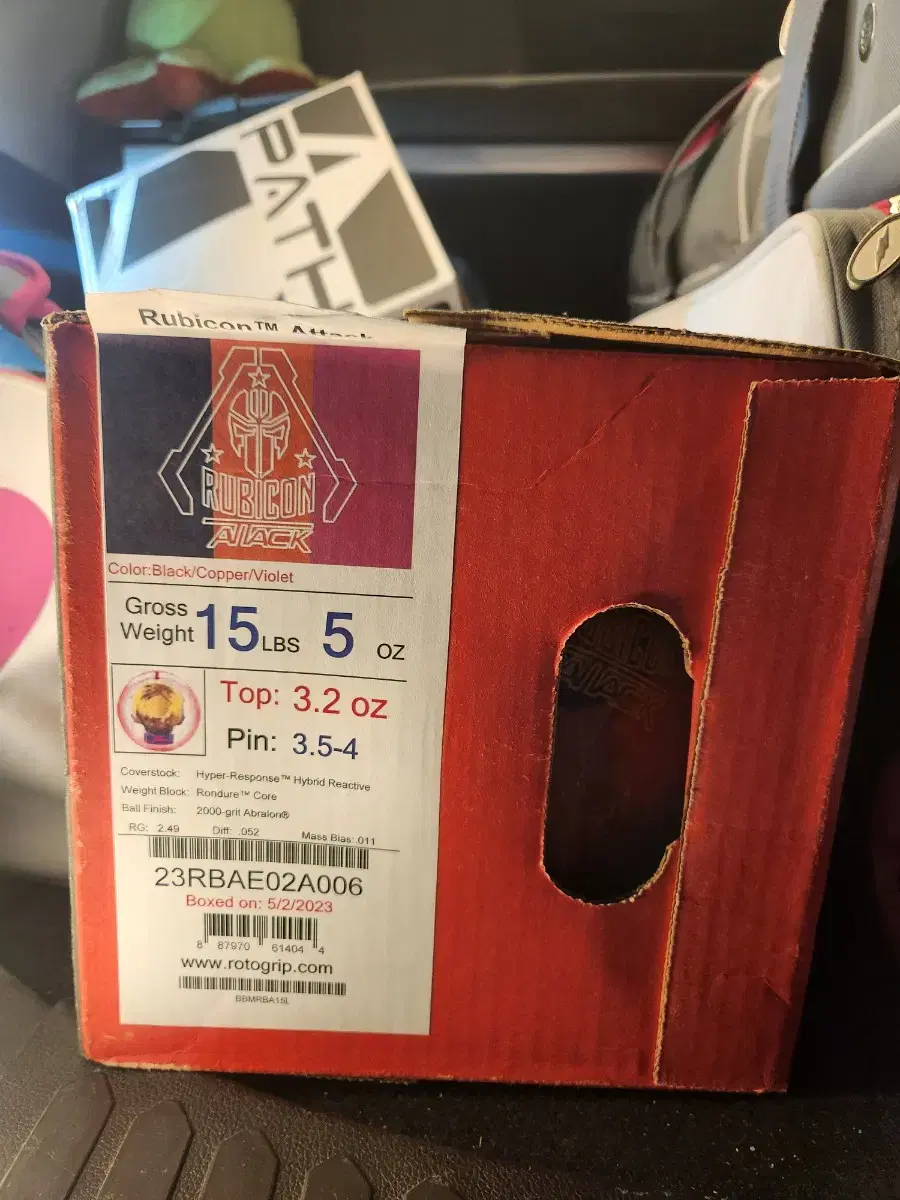 PATH
Rubicon™ Attack
RUBICON
ATTACK
Color:Black/Copper/Violet
Gross Weight 15 LBS 5 oz
Top: 3.2 oz
Pin: 3.5-4
Coverstock: Hyper-Response™ Hybrid Reactive
Weight Block: Rondure™ Core
Ball Finish: 2000-grit Abralon®
RG: 2.49 Diff: .052 Mass Bias: .011
23RBAE02A006
Boxed on: 5/2/2023
8 87970 61404 4
www.rotogrip.com
BBMRBA15L
RUBICON
ATTACK